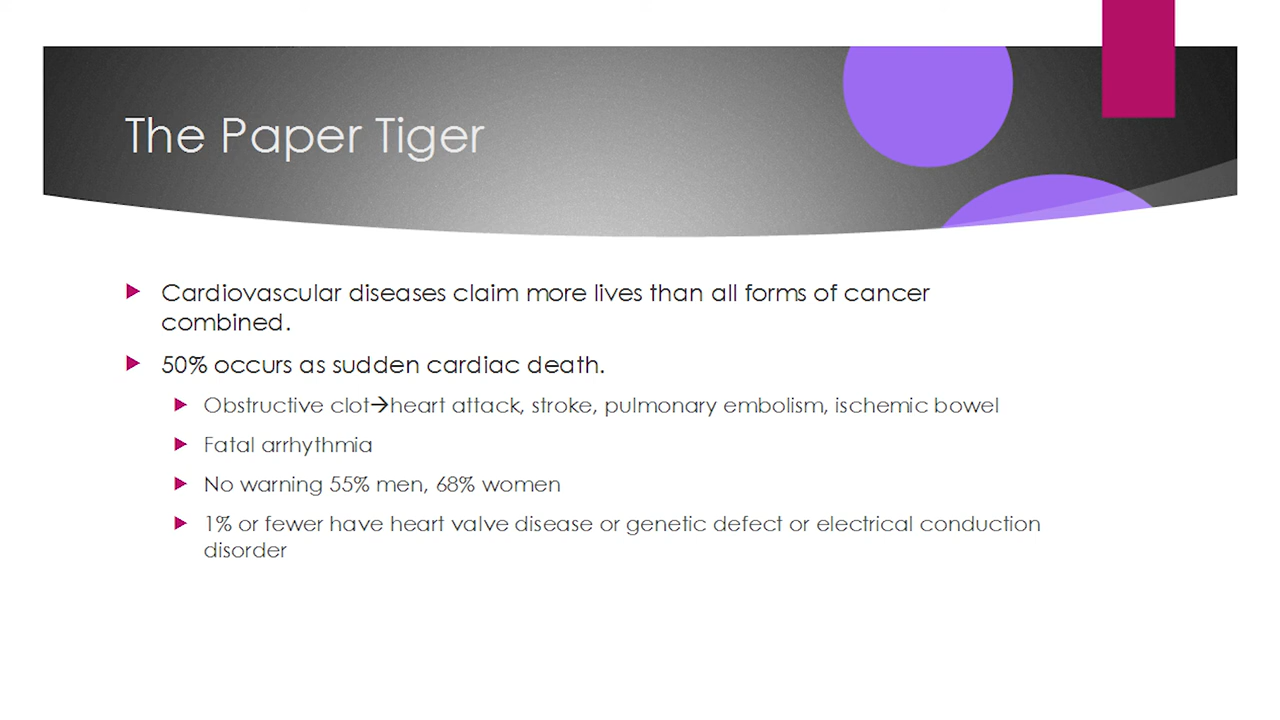 The Paper Tiger
Cardiovascular diseases claim more lives than all forms of cancer
combined.
50% occurs as sudden cardiac death.
Obstructive clot→heart attack, stroke, pulmonary embolism, ischemic bowel
Fatal arrhythmia
No warning 55% men, 68% women
1% or fewer have heart valve disease or genetic defect or electrical conduction
disorder